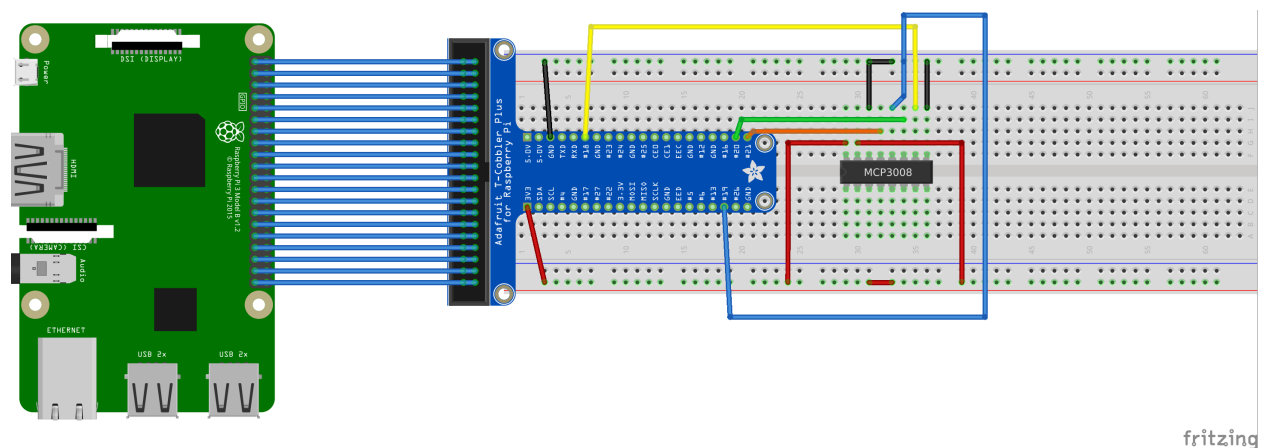 DSI (DISPLAY)
Power
HDMI
GPIO
Raspberry Pi 3 Model B v1.2
© Raspberry Pi 2015
CSI (CAMERA)
Audio
ETHERNET
USB 2x
USB 2x
Adafruit T-Cobbler Plus
for Raspberry Pi
5.0V
5.0V
GND
TXD
RXD
#18
GND
#23
#24
GND
#25
CE0
CE1
EEC
GND
#12
GND
#16
#20
#21
3V3
SDA
SCL
#4
GND
#17
#27
#22
3.3V
MOSI
MISO
SCLK
GND
EED
#5
#6
#13
#19
#26
GND
MCP3008
fritzing